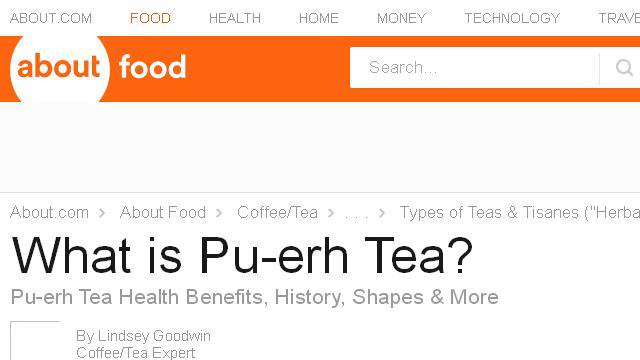 ABOUT.COM FOOD HEALTH HOME MONEY TECHNOLOGY TRAVE
about food
Search...
About.com > About Food > Coffee/Tea > ... > Types of Teas & Tisanes ("Herba
What is Pu-erh Tea?
Pu-erh Tea Health Benefits, History, Shapes & More
By Lindsey Goodwin
Coffee/Tea Expert